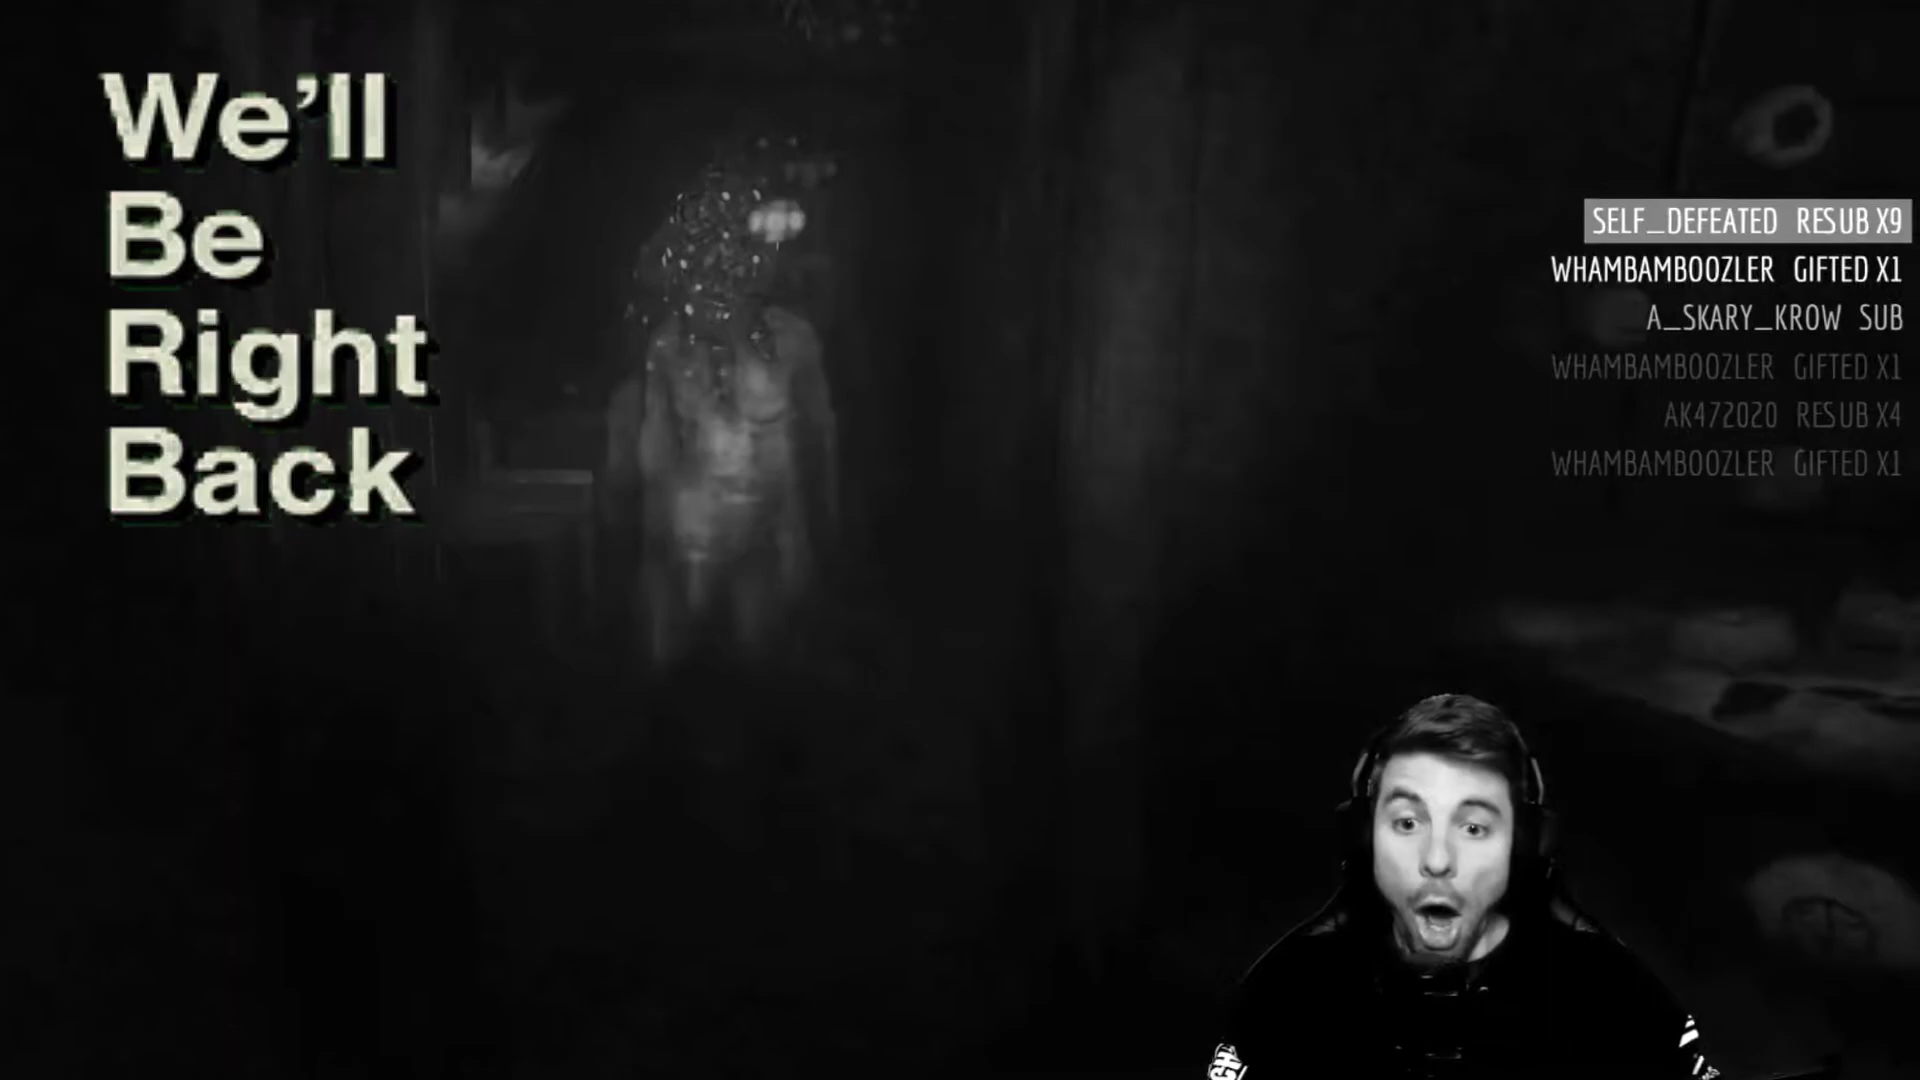 We'll
Be
Right
Back
SELF_DEFEATED RESUB X9
WHAMBAMBOOZLER GIFTED X1
A_SKARY_KROW SUB
WHAMBAMBOOZLER GIFTED X1
AK472020 RESUB X4
WHAMBAMBOOZLER GIFTED X1